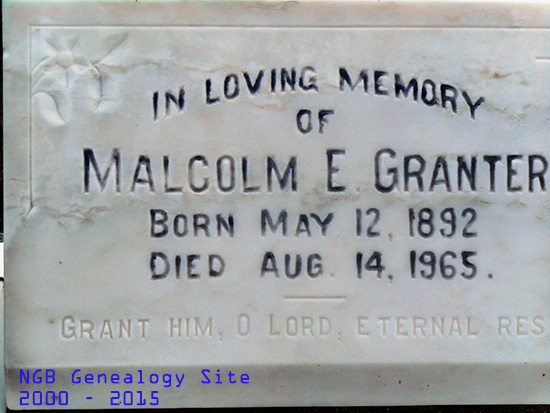 IN LOVING MEMORY
OF
MALCOLM E. GRANTER
BORN MAY 12, 1892
DIED AUG. 14, 1965.
GRANT HIM, O LORD, ETERNAL RES
NGB Genealogy Site
2000 - 2015